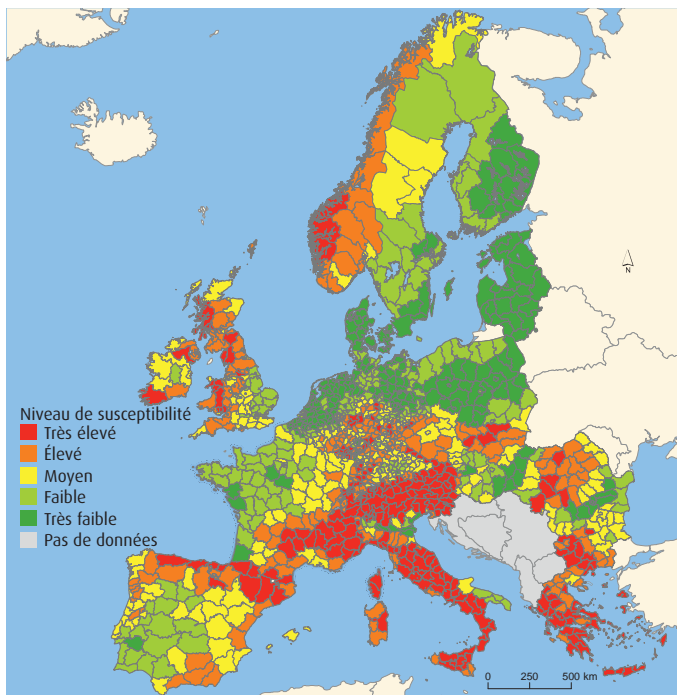 N
Niveau de susceptibilité
Très élevé
Élevé
Moyen
Faible
Très faible
Pas de données
0 250 500 km